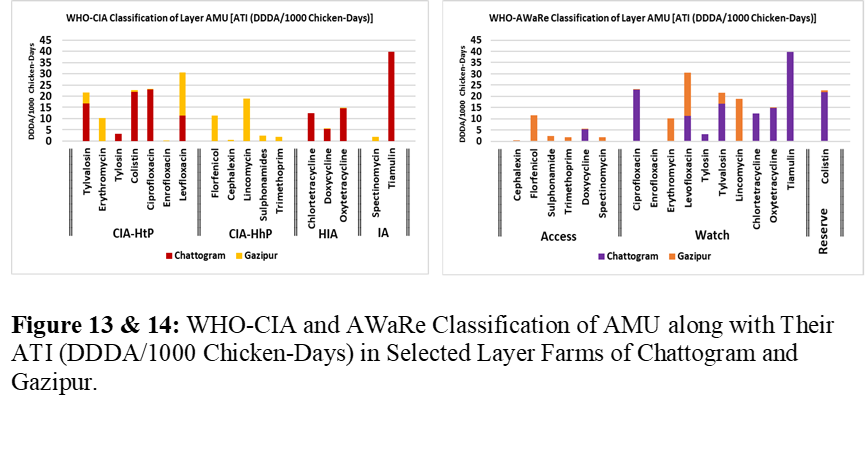 WHO-CIA Classification of Layer AMU [ATI (DDDA/1000 Chicken-Days)]
DDDA/1000 Chicken-Days
45
40
35
30
25
20
15
10
5
0
Tylvalosin
Erythromycin
Tylosin
Colistin
Ciprofloxacin
Enrofloxacin
Levfloxacin
Florfenicol
Cephalexin
Lincomycin
Sulphonamides
Trimethoprim
Chlortetracycline
Doxycycline
Oxytetracycline
Spectinomycin
Tiamulin
CIA-HtP
CIA-HhP
HIA
IA
Chattogram
Gazipur
WHO-AWaRe Classification of Layer AMU [ATI (DDDA/1000 Chicken-Days)]
DDDA/1000 Chicken-Days
45
40
35
30
25
20
15
10
5
0
Cephalexin
Florfenicol
Sulfonamide
Trimethoprim
Doxycycline
Spectinomycin
Ciprofloxacin
Enrofloxacin
Erythromycin
Levofloxacin
Tylosin
Tylvalosin
Lincomycin
Chlortetracycline
Oxytetracycline
Tiamulin
Colistin
Access
Watch
Reserve
Chattogram
Gazipur
Figure 13 & 14: WHO-CIA and AWaRe Classification of AMU along with Their
ATI (DDDA/1000 Chicken-Days) in Selected Layer Farms of Chattogram and
Gazipur.